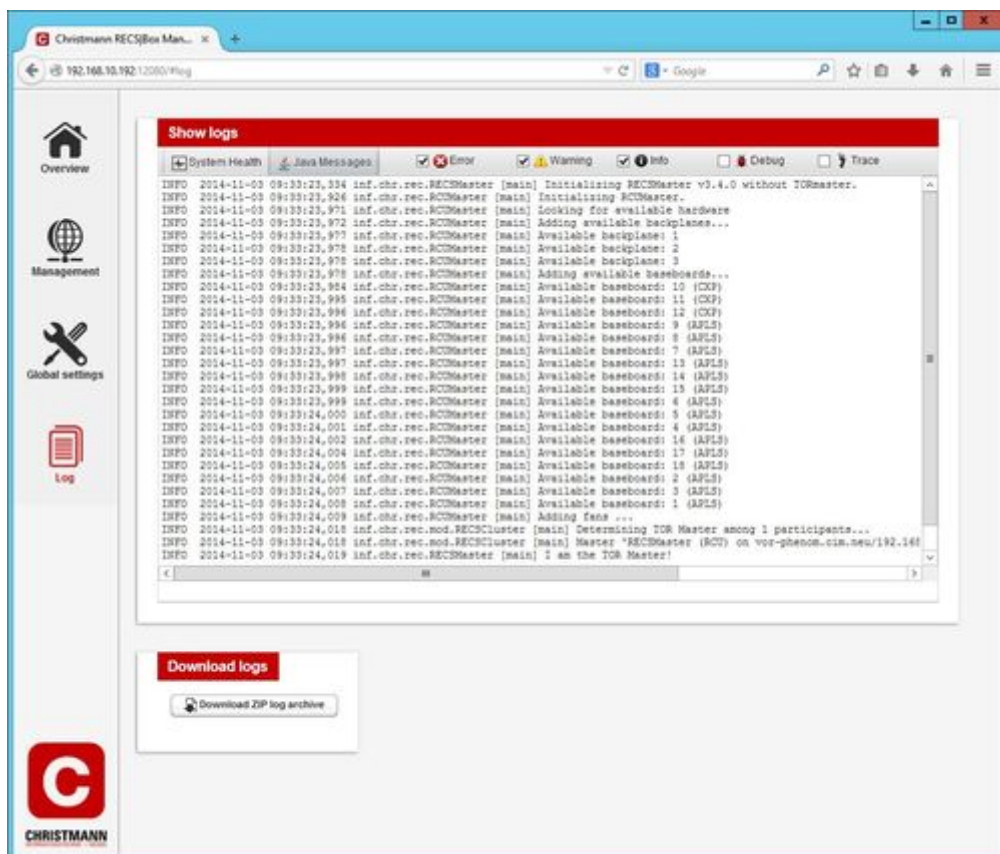 Christmann RECS|Box Man...
192.168.10.192:12080/#log
Google
Overview
Management
Global settings
Log
Show logs
System Health Java Messages Error Warning Info Debug Trace
INFO 2014-11-03 09:33:23,334 inf.chr.rec.RECSMaster [main] Initializing RECSMaster v3.4.0 without TORmaster.
INFO 2014-11-03 09:33:23,926 inf.chr.rec.RCUMaster [main] Initializing RCUMaster.
INFO 2014-11-03 09:33:23,971 inf.chr.rec.RCUMaster [main] Looking for available hardware
INFO 2014-11-03 09:33:23,972 inf.chr.rec.RCUMaster [main] Adding available backplanes...
INFO 2014-11-03 09:33:23,977 inf.chr.rec.RCUMaster [main] Available backplane: 1
INFO 2014-11-03 09:33:23,978 inf.chr.rec.RCUMaster [main] Available backplane: 2
INFO 2014-11-03 09:33:23,978 inf.chr.rec.RCUMaster [main] Available backplane: 3
INFO 2014-11-03 09:33:23,978 inf.chr.rec.RCUMaster [main] Adding available baseboards...
INFO 2014-11-03 09:33:23,984 inf.chr.rec.RCUMaster [main] Available baseboard: 10 (CXP)
INFO 2014-11-03 09:33:23,995 inf.chr.rec.RCUMaster [main] Available baseboard: 11 (CXP)
INFO 2014-11-03 09:33:23,996 inf.chr.rec.RCUMaster [main] Available baseboard: 12 (CXP)
INFO 2014-11-03 09:33:23,996 inf.chr.rec.RCUMaster [main] Available baseboard: 9 (APLS)
INFO 2014-11-03 09:33:23,996 inf.chr.rec.RCUMaster [main] Available baseboard: 8 (APLS)
INFO 2014-11-03 09:33:23,997 inf.chr.rec.RCUMaster [main] Available baseboard: 7 (APLS)
INFO 2014-11-03 09:33:23,997 inf.chr.rec.RCUMaster [main] Available baseboard: 13 (APLS)
INFO 2014-11-03 09:33:23,998 inf.chr.rec.RCUMaster [main] Available baseboard: 14 (APLS)
INFO 2014-11-03 09:33:23,999 inf.chr.rec.RCUMaster [main] Available baseboard: 15 (APLS)
INFO 2014-11-03 09:33:23,999 inf.chr.rec.RCUMaster [main] Available baseboard: 6 (APLS)
INFO 2014-11-03 09:33:24,000 inf.chr.rec.RCUMaster [main] Available baseboard: 5 (APLS)
INFO 2014-11-03 09:33:24,001 inf.chr.rec.RCUMaster [main] Available baseboard: 4 (APLS)
INFO 2014-11-03 09:33:24,002 inf.chr.rec.RCUMaster [main] Available baseboard: 16 (APLS)
INFO 2014-11-03 09:33:24,004 inf.chr.rec.RCUMaster [main] Available baseboard: 17 (APLS)
INFO 2014-11-03 09:33:24,005 inf.chr.rec.RCUMaster [main] Available baseboard: 18 (APLS)
INFO 2014-11-03 09:33:24,006 inf.chr.rec.RCUMaster [main] Available baseboard: 2 (APLS)
INFO 2014-11-03 09:33:24,007 inf.chr.rec.RCUMaster [main] Available baseboard: 3 (APLS)
INFO 2014-11-03 09:33:24,008 inf.chr.rec.RCUMaster [main] Available baseboard: 1 (APLS)
INFO 2014-11-03 09:33:24,009 inf.chr.rec.RCUMaster [main] Adding fans ...
INFO 2014-11-03 09:33:24,018 inf.chr.rec.mod.RECSCluster [main] Determining TOR Master among 1 participants...
INFO 2014-11-03 09:33:24,018 inf.chr.rec.mod.RECSCluster [main] Master "RECSMaster (RCU) on vor-phenom.cim.neu/192.168
INFO 2014-11-03 09:33:24,019 inf.chr.rec.RECSMaster [main] I am the TOR Master!
Download logs
Download ZIP log archive
C
CHRISTMANN